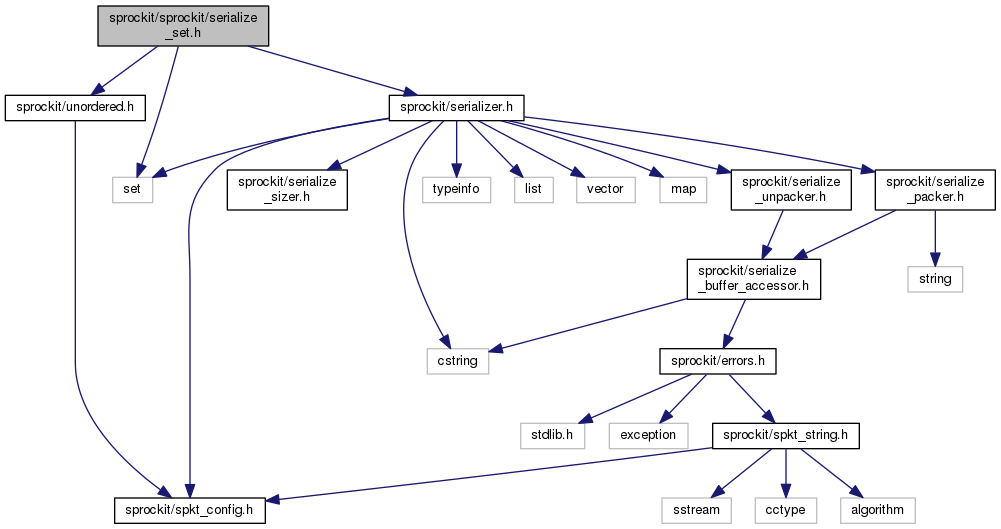 sprockit/sprockit/serialize
_set.h
sprockit/unordered.h
sprockit/serializer.h
set
sprockit/serialize
_sizer.h
typeinfo
list
vector
map
sprockit/serialize
_unpacker.h
sprockit/serialize
_packer.h
sprockit/serialize
_buffer_accessor.h
string
cstring
sprockit/errors.h
stdlib.h
exception
sprockit/spkt_string.h
sprockit/spkt_config.h
sstream
cctype
algorithm